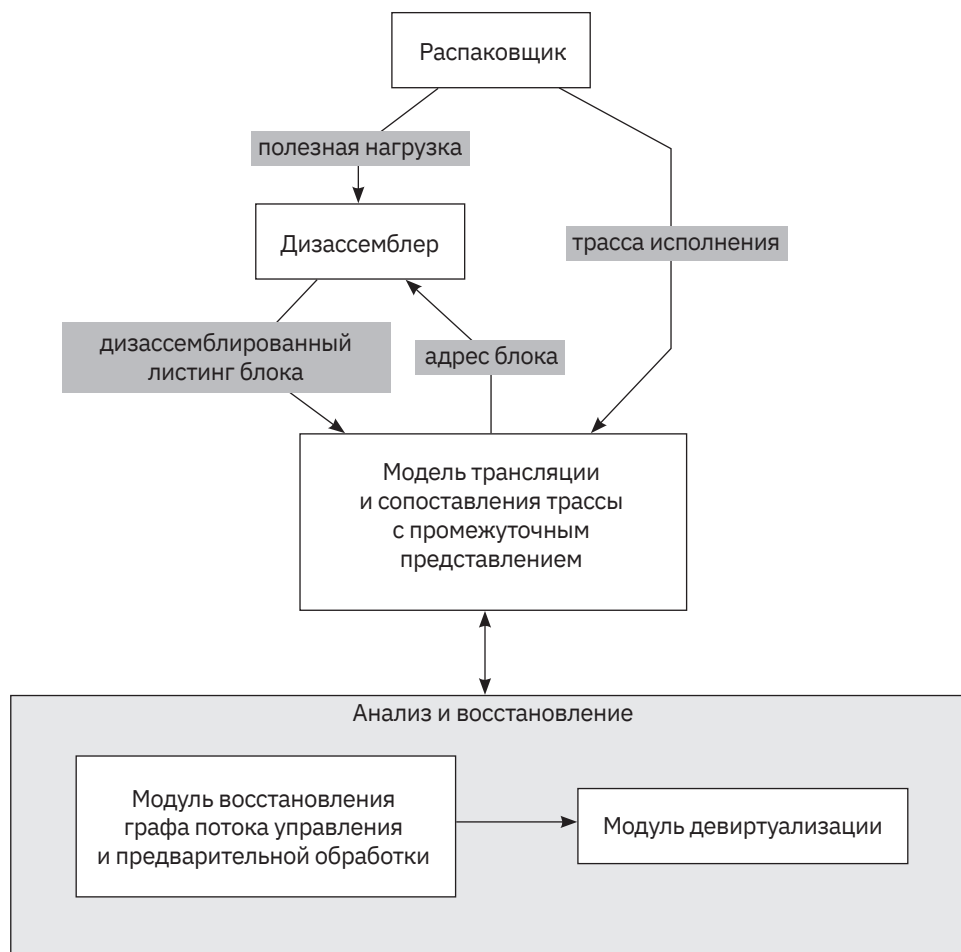 Распаковщик
полезная нагрузка
Дизассемблер
трасса исполнения
дизассемблированный
листинг блока
адрес блока
Модель трансляции
и сопоставления трассы
с промежуточным
представлением
Анализ и восстановление
Модуль восстановления
графа потока управления
и предварительной обработки
Модуль девиртуализации